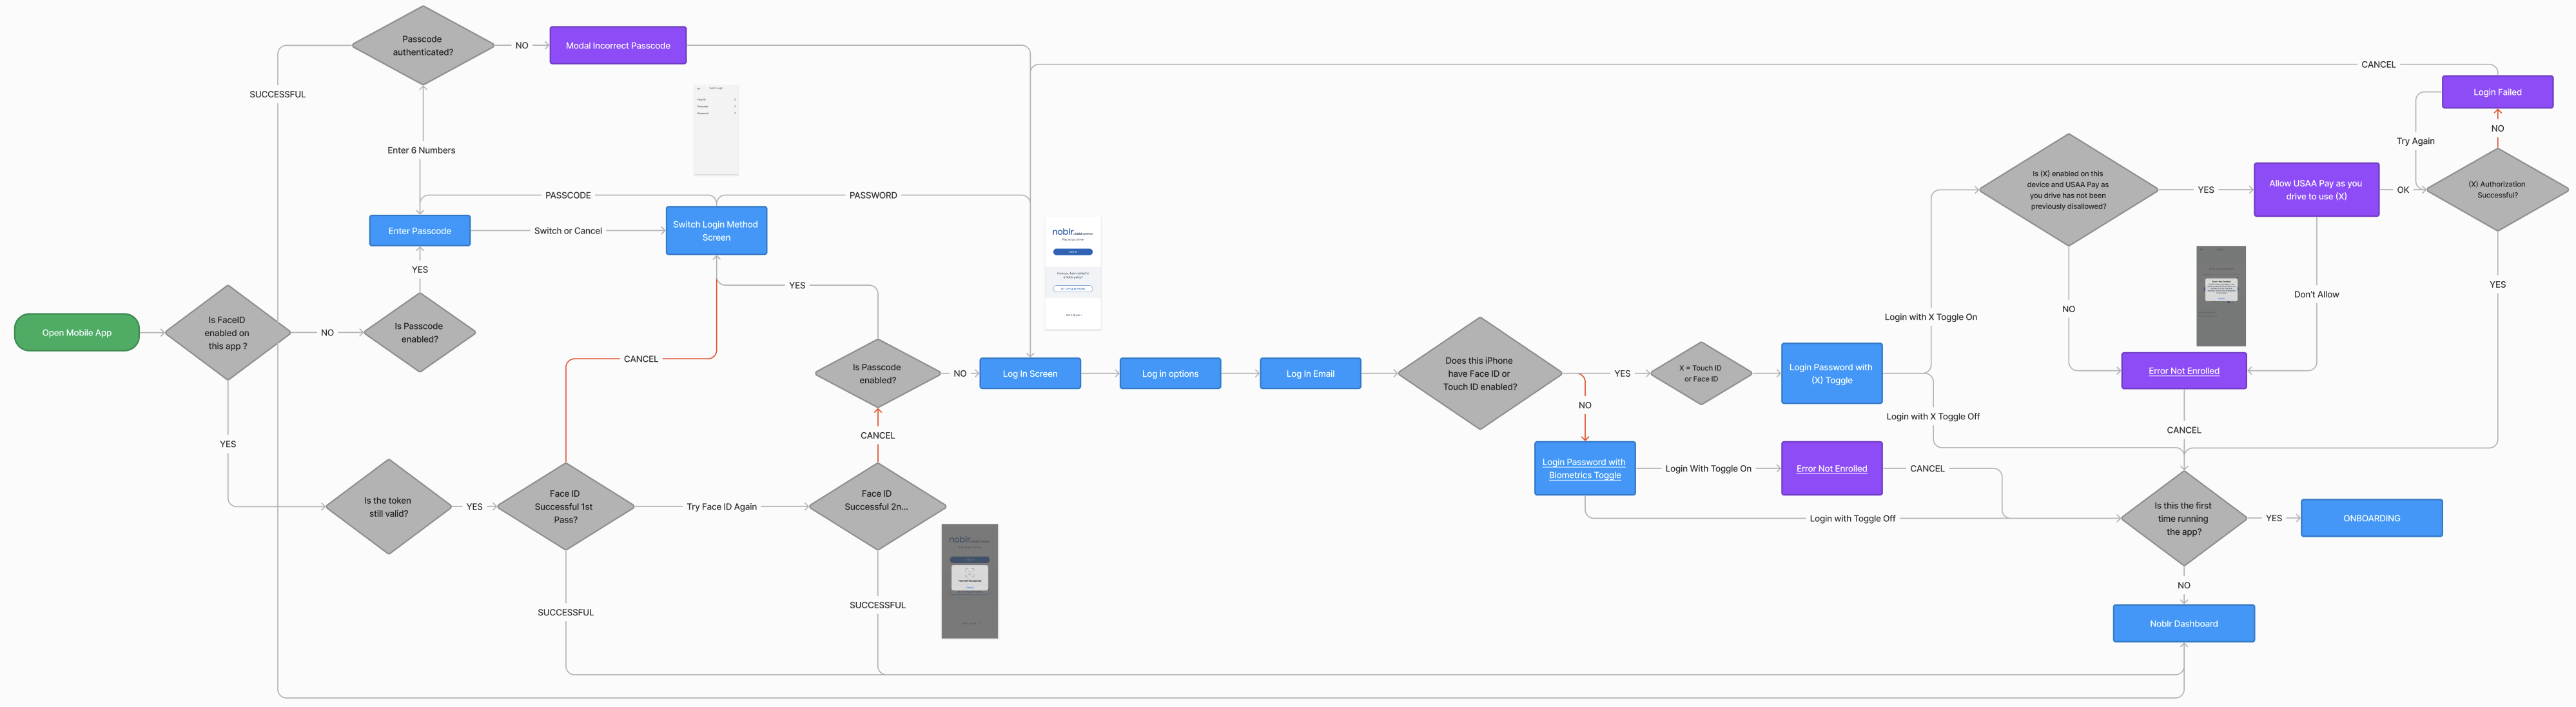 Passcode
authenticated?
NO
Modal Incorrect Passcode
SUCCESSFUL
CANCEL
Login Failed
NO
Try Again
Enter 6 Numbers
Switch Login
Face ID
Passcode
Password
PASSCODE
PASSWORD
Enter Passcode
Switch or Cancel
Switch Login Method
Screen
YES
Is FaceID
enabled on
this app ?
Open Mobile App
NO
Is Passcode
enabled?
YES
CANCEL
Is Passcode
enabled?
NO
CANCEL
YES
Is the token
still valid?
YES
Face ID
Successful 1st
Pass?
Try Face ID Again
Face ID
Successful 2n...
SUCCESSFUL
SUCCESSFUL
noblr
noblr
Log In Screen
Log in options
Log In Email
Does this iPhone
have Face ID or
Touch ID enabled?
YES
X = Touch ID
or Face ID
Login Password with
(X) Toggle
NO
Login Password with
Biometrics Toggle
Login With Toggle On
Error Not Enrolled
CANCEL
Login with Toggle Off
Login with X Toggle On
Login with X Toggle Off
Is (X) enabled on this
device and USAA Pay as
you drive has not been
previously disallowed?
YES
Allow USAA Pay as you
drive to use (X)
OK
(X) Authorization
Successful?
NO
Don't Allow
YES
Error Not Enrolled
CANCEL
Is this the first
time running
the app?
YES
ONBOARDING
NO
Noblr Dashboard